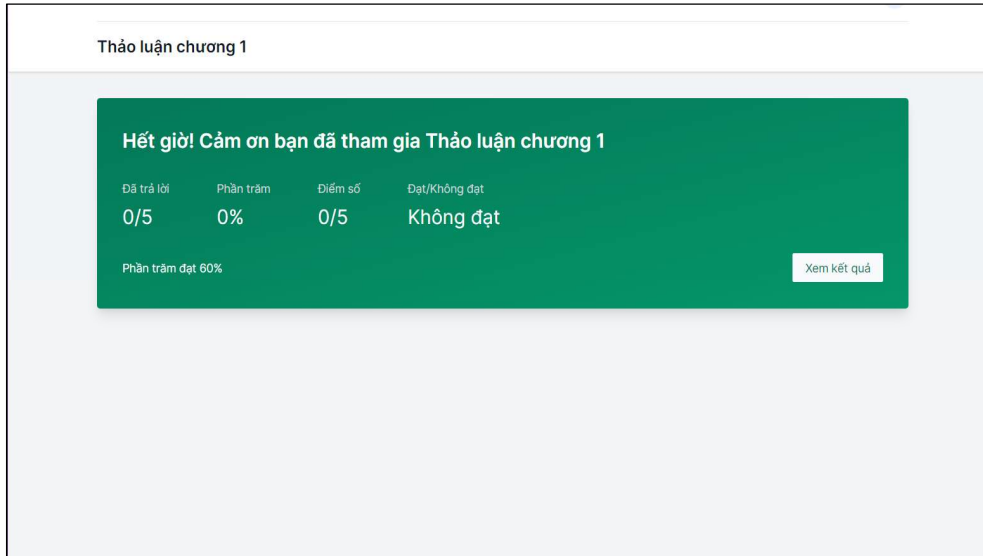 Thảo luận chương 1
Hết giờ! Cảm ơn bạn đã tham gia Thảo luận chương 1
Đã trả lời Phần trăm Điểm số Đạt/Không đạt
0/5 0% 0/5 Không đạt
Phần trăm đạt 60% Xem kết quả